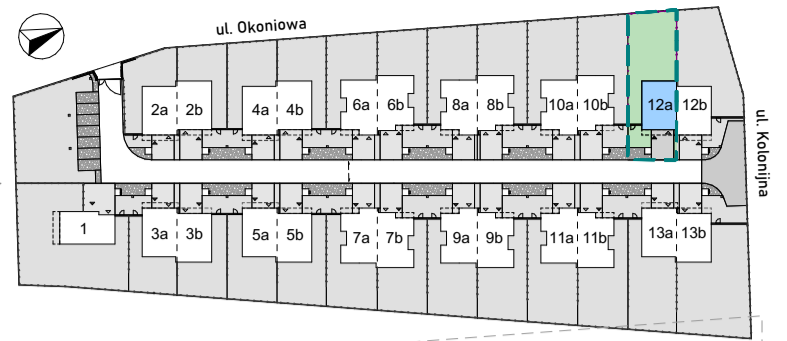 ul. Okoniowa
2a 2b 4a 4b 6a 6b 8a 8b 10a 10b 12a 12b
ul. Kolonijna
1 3a 3b 5a 5b 7a 7b 9a 9b 11a 11b 13a 13b